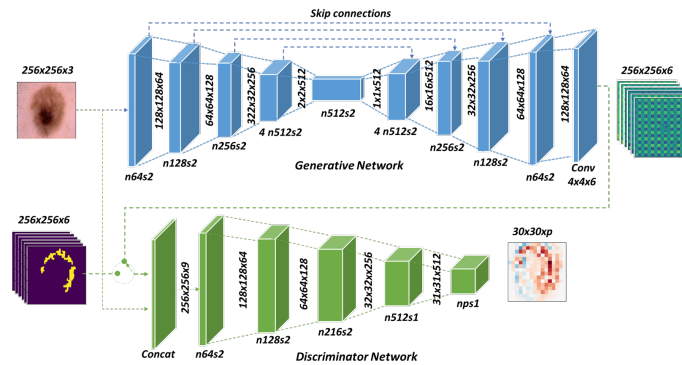 Skip connections
256x256x3
128x128x64
64x64x128
322x32x256
2x2x512
1x1x512
16x16x512
32x32x256
64x64x128
128x128x64
256x256x6
n64s2
n128s2
n256s2
4 n512s2
n512s2
4 n512s2
n256s2
n128s2
n64s2
Conv
4x4x6
Generative Network
256x256x6
256x256x9
128x128x64
64x64x128
32x32x256
31x31x512
30x30xp
Concat
n64s2
n128s2
n216s2
n512s1
nps1
Discriminator Network